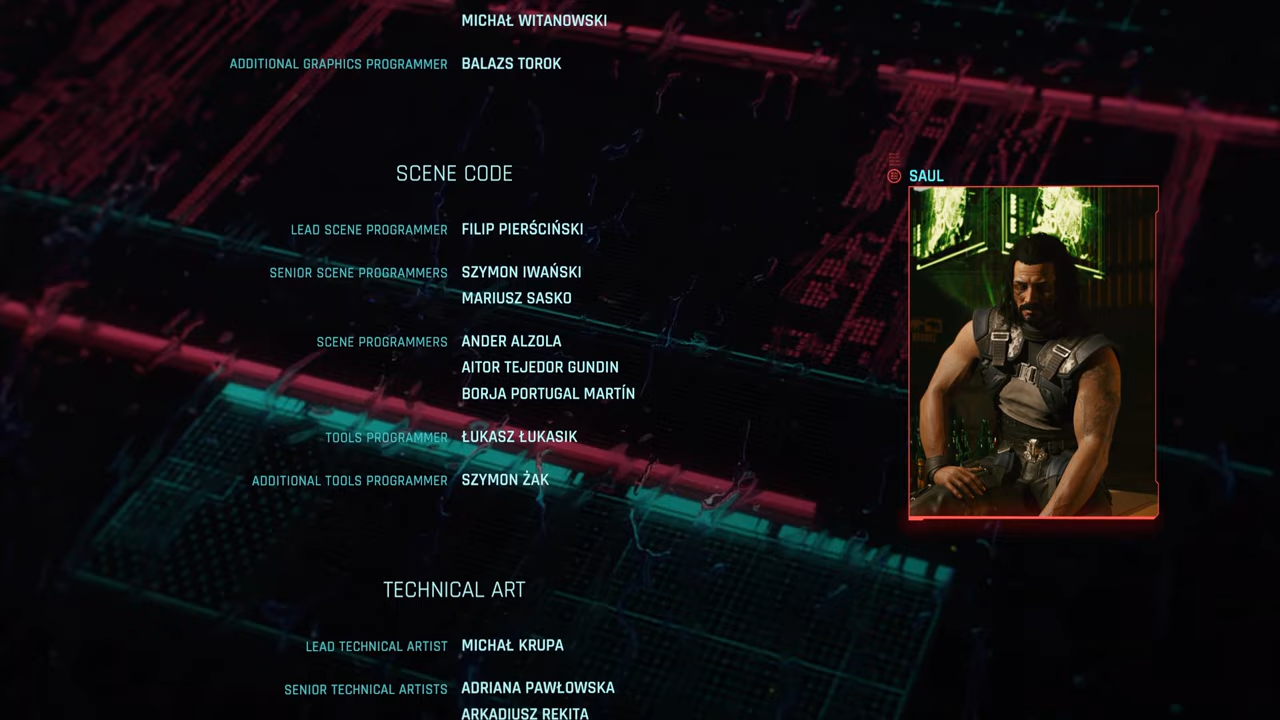 MICHAŁ WITANOWSKI
ADDITIONAL GRAPHICS PROGRAMMER BALAZS TOROK
SCENE CODE
LEAD SCENE PROGRAMMER FILIP PIERŚCIŃSKI
SENIOR SCENE PROGRAMMERS SZYMON IWAŃSKI
MARIUSZ SASKO
SCENE PROGRAMMERS ANDER ALZOLA
AITOR TEJEDOR GUNDIN
BORJA PORTUGAL MARTÍN
TOOLS PROGRAMMER ŁUKASZ ŁUKASIK
ADDITIONAL TOOLS PROGRAMMER SZYMON ŻAK
TECHNICAL ART
LEAD TECHNICAL ARTIST MICHAŁ KRUPA
SENIOR TECHNICAL ARTISTS ADRIANA PAWŁOWSKA
ARKADIUSZ REKITA
SAUL